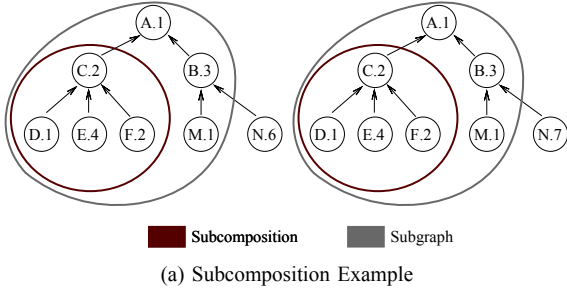 A.1 A.1
C.2 B.3 C.2 B.3
D.1 E.4 F.2 M.1 N.6 D.1 E.4 F.2 M.1 N.7
Subcomposition Subgraph
(a) Subcomposition Example